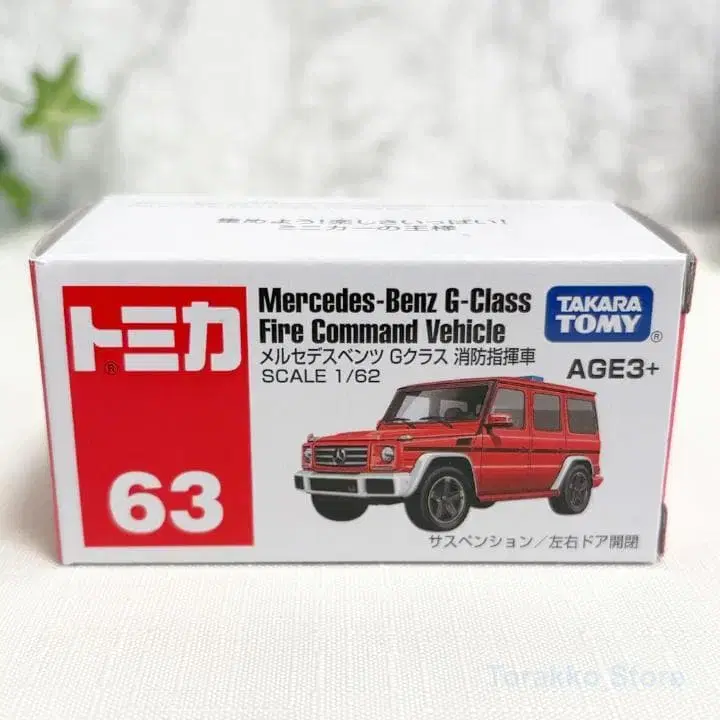 集めよう!楽しさいっぱい!
ミニカーの王様
トミカ®
63
Mercedes-Benz G-Class
Fire Command Vehicle
メルセデスベンツ Gクラス 消防指揮車
SCALE 1/62
TAKARA
TOMY®
AGE3+
サスペンション/左右ドア開閉
Tarakko Store